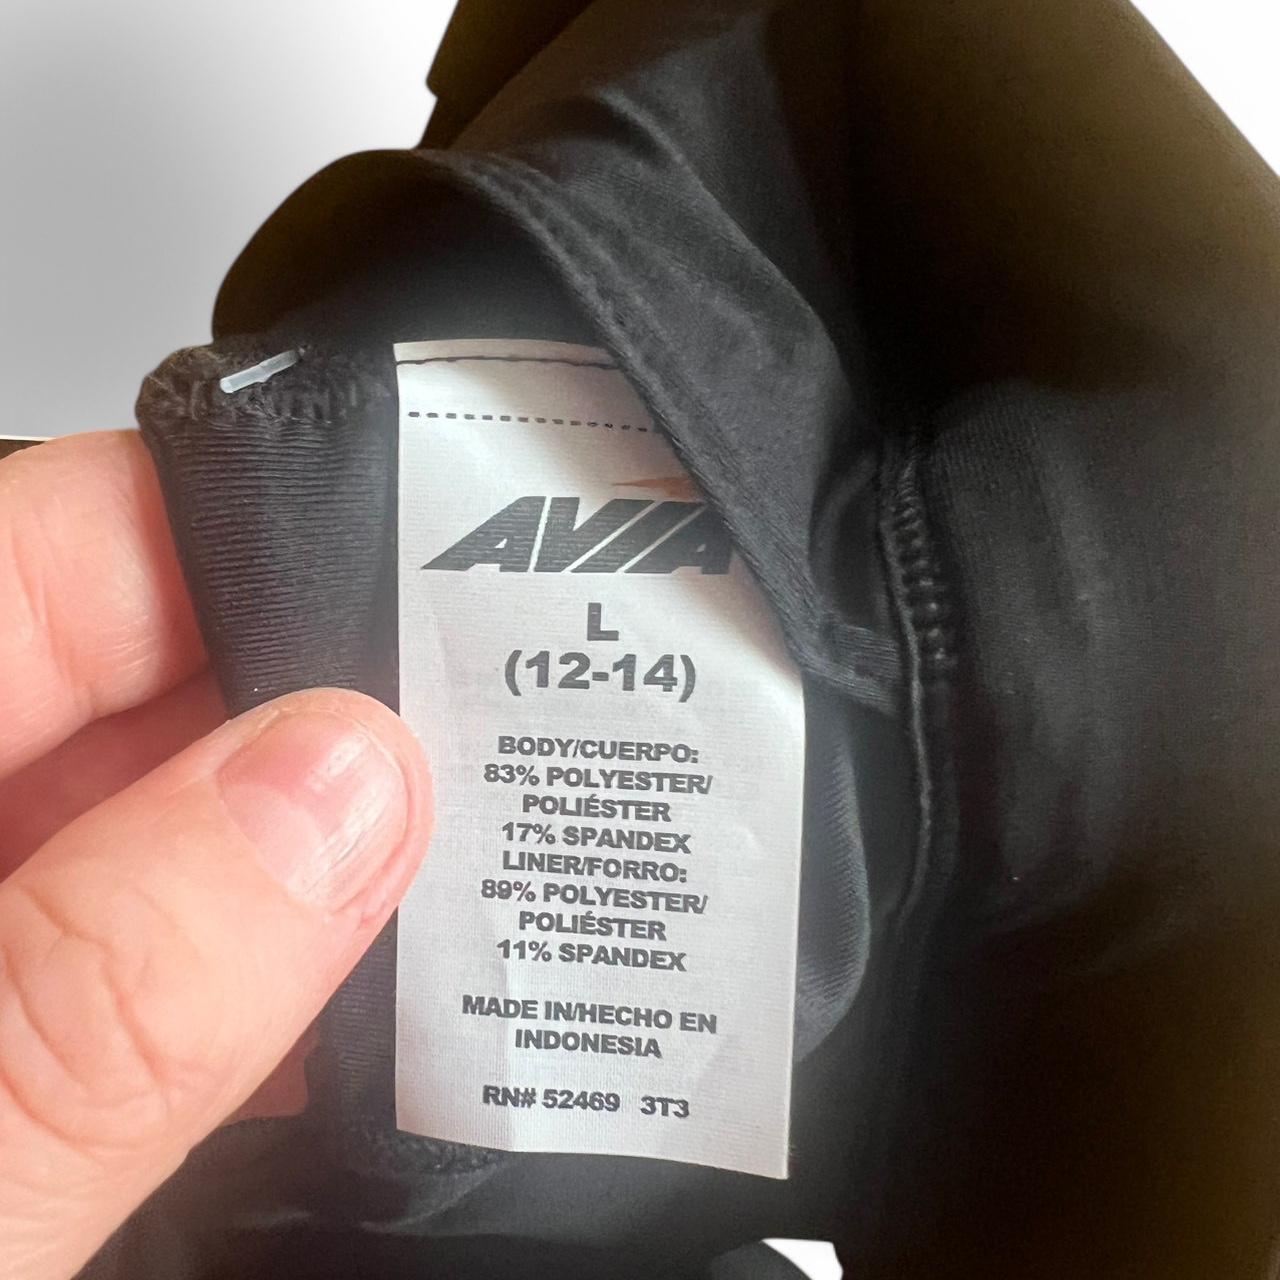 AVIA
L
(12-14)
BODY/CUERPO:
83% POLYESTER/
POLIÉSTER
17% SPANDEX
LINER/FORRO:
89% POLYESTER/
POLIÉSTER
11% SPANDEX
MADE IN/HECHO EN
INDONESIA
RN# 52469 3T3